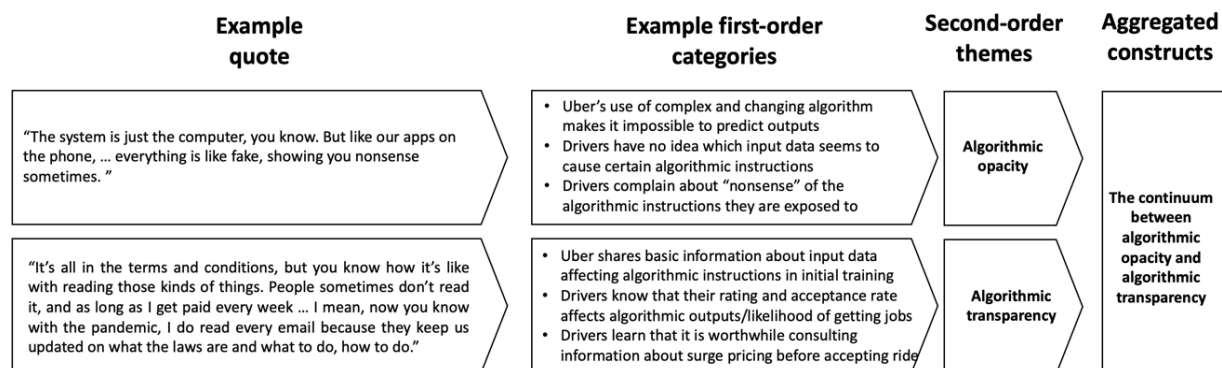 Example
quote
Example first-order
categories
Second-order
themes
Aggregated
constructs
“The system is just the computer, you know. But like our apps on
the phone, … everything is like fake, showing you nonsense
sometimes. ”
• Uber’s use of complex and changing algorithm
makes it impossible to predict outputs
• Drivers have no idea which input data seems to
cause certain algorithmic instructions
• Drivers complain about “nonsense” of the
algorithmic instructions they are exposed to
Algorithmic
opacity
“It’s all in the terms and conditions, but you know how it’s like
with reading those kinds of things. People sometimes don’t read
it, and as long as I get paid every week … I mean, now you know
with the pandemic, I do read every email because they keep us
updated on what the laws are and what to do, how to do.”
• Uber shares basic information about input data
affecting algorithmic instructions in initial training
• Drivers know that their rating and acceptance rate
affects algorithmic outputs/likelihood of getting jobs
• Drivers learn that it is worthwhile consulting
information about surge pricing before accepting ride
Algorithmic
transparency
The continuum
between
algorithmic
opacity and
algorithmic
transparency